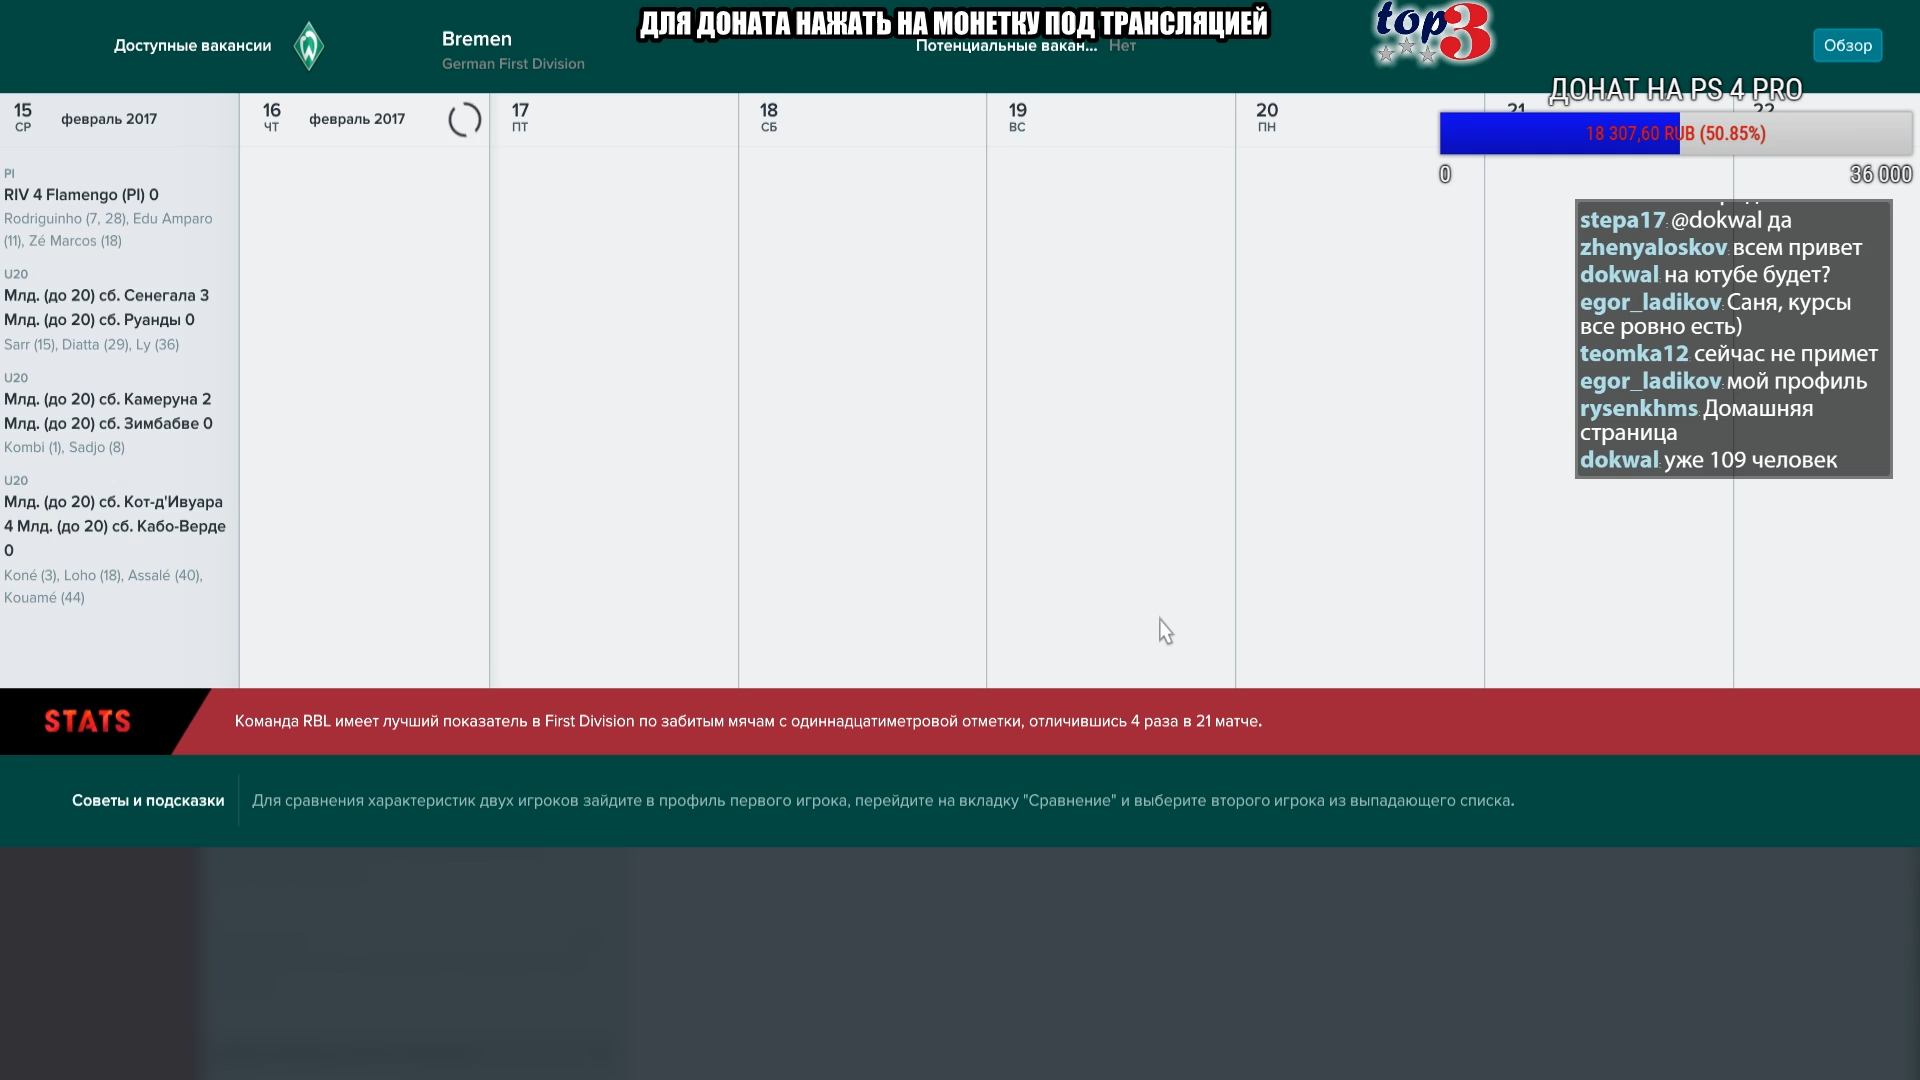 ДЛЯ ДОНАТА НАЖАТЬ НА МОНЕТКУ ПОД ТРАНСЛЯЦИЕЙ
top3
Доступные вакансии
Bremen
German First Division
Потенциальные вакан... Нет
Обзор
ДОНАТ НА PS 4 PRO
18 307,60 RUB (50.85%)
0
36 000
15
СР
февраль 2017
16
ЧТ
февраль 2017
17
ПТ
18
СБ
19
ВС
20
ПН
21
22
PI
RIV 4 Flamengo (PI) 0
Rodriguinho (7, 28), Edu Amparo
(11), Zé Marcos (18)
U20
Млд. (до 20) сб. Сенегала 3
Млд. (до 20) сб. Руанды 0
Sarr (15), Diatta (29), Ly (36)
U20
Млд. (до 20) сб. Камеруна 2
Млд. (до 20) сб. Зимбабве 0
Kombi (1), Sadjo (8)
U20
Млд. (до 20) сб. Кот-д'Ивуара
4 Млд. (до 20) сб. Кабо-Верде
0
Koné (3), Loho (18), Assalé (40),
Kouamé (44)
stepa17: @dokwal да
zhenyaloskov: всем привет
dokwal: на ютубе будет?
egor_ladikov: Саня, курсы
все ровно есть)
teomka12: сейчас не примет
egor_ladikov: мой профиль
rysenkhms: Домашняя
страница
dokwal: уже 109 человек
STATS
Команда RBL имеет лучший показатель в First Division по забитым мячам с одиннадцатиметровой отметки, отличившись 4 раза в 21 матче.
Советы и подсказки
Для сравнения характеристик двух игроков зайдите в профиль первого игрока, перейдите на вкладку "Сравнение" и выберите второго игрока из выпадающего списка.